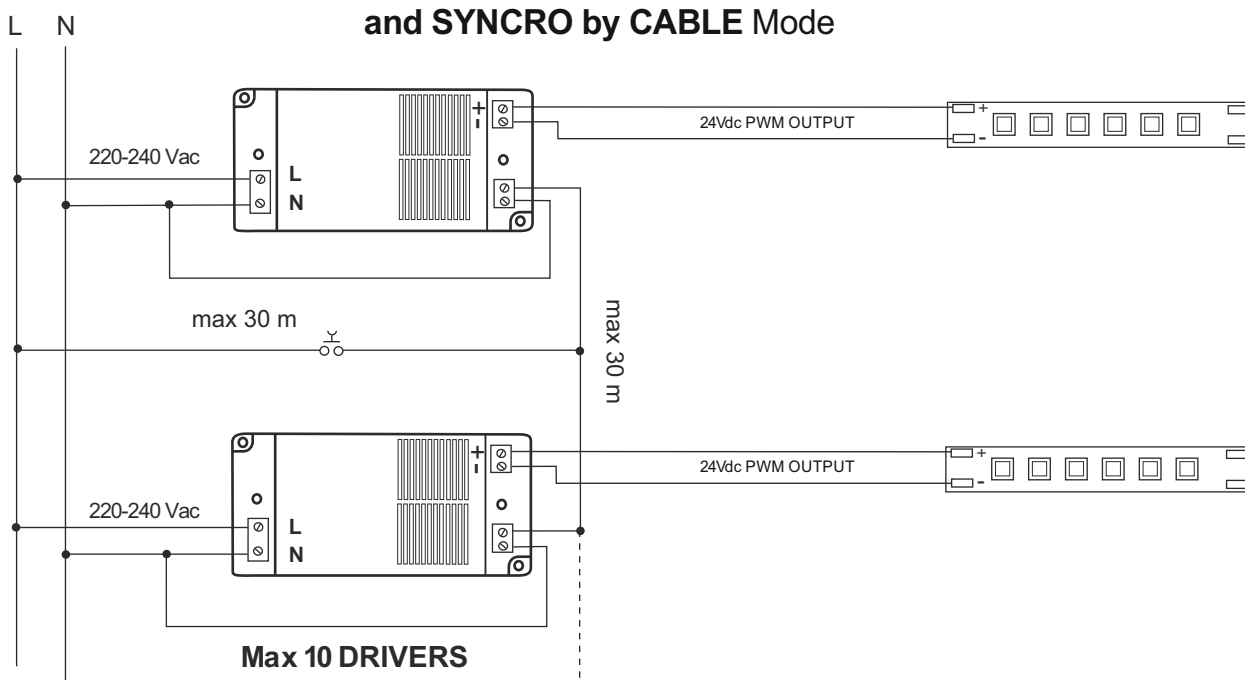 and SYNCRO by CABLE Mode
L N
+
-
24Vdc PWM OUTPUT
+
-
220-240 Vac
L
N
max 30 m
max 30 m
+
-
24Vdc PWM OUTPUT
+
-
220-240 Vac
L
N
Max 10 DRIVERS